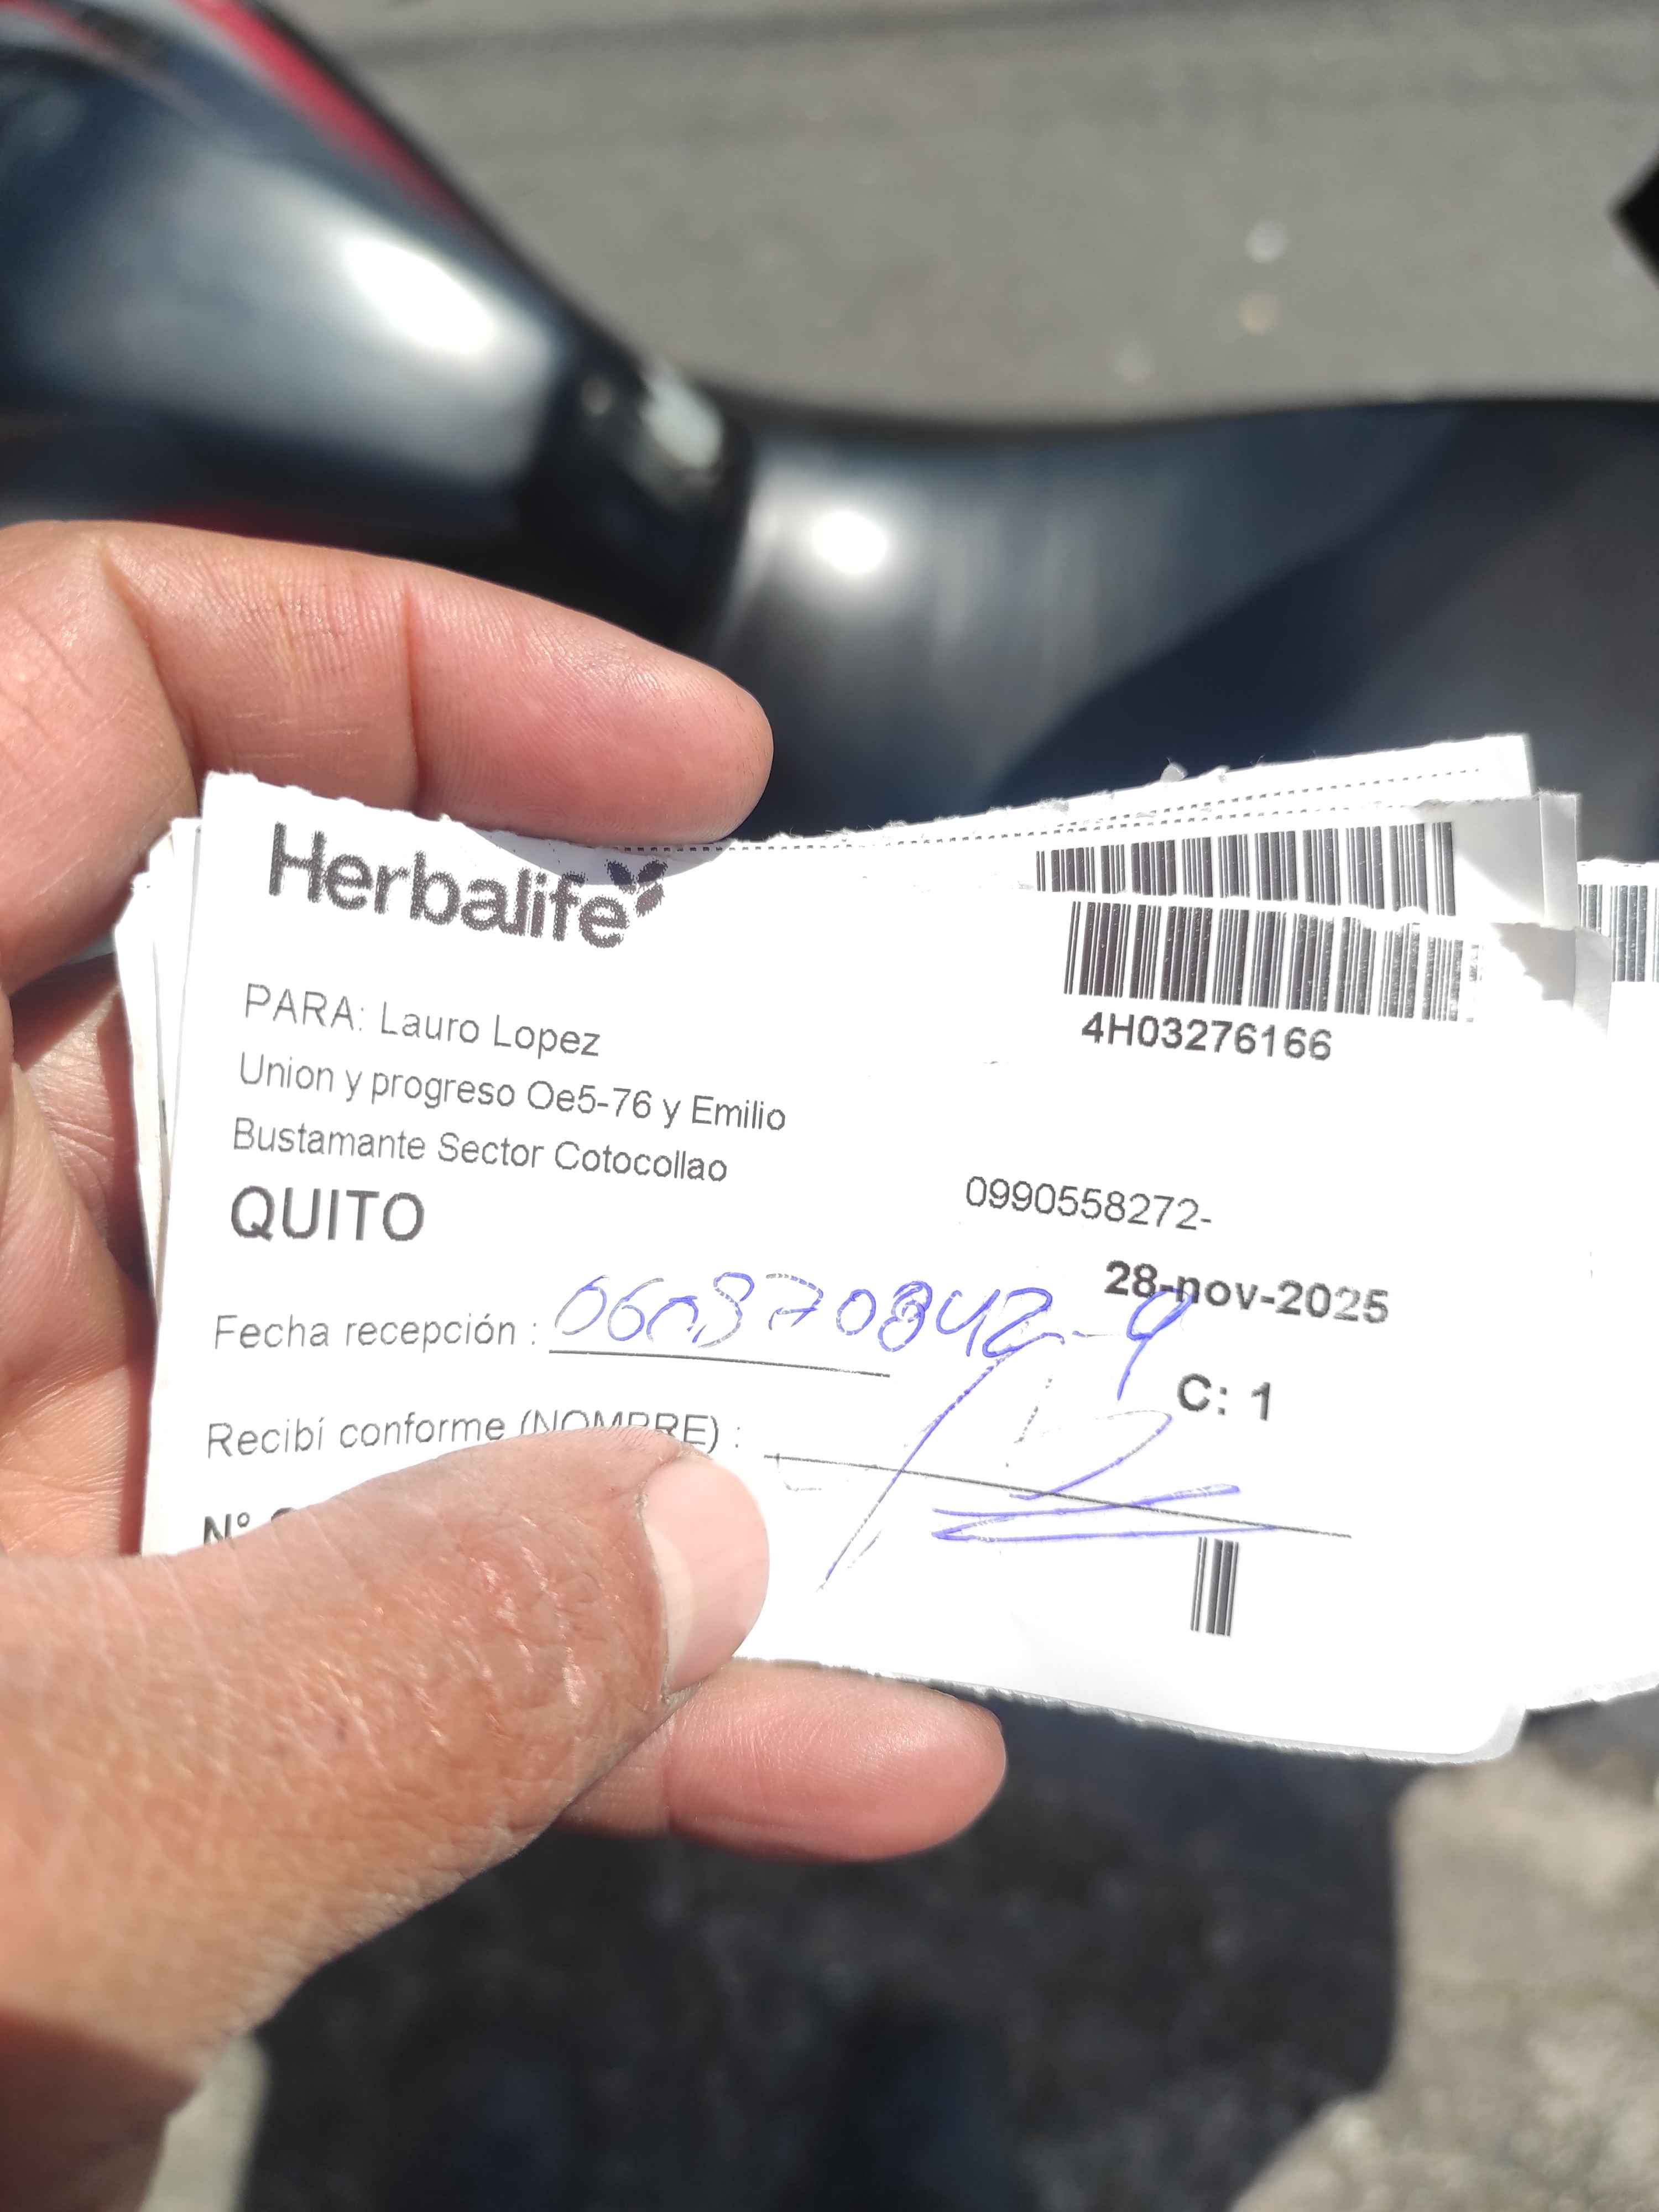 Herbalife
4H03276166
PARA: Lauro Lopez
Union y progreso Oe5-76 y Emilio
Bustamante Sector Cotocollao
QUITO
0990558272-
28-nov-2025
Fecha recepción :
C: 1
Recibí conforme (NOMBRE) :
N°